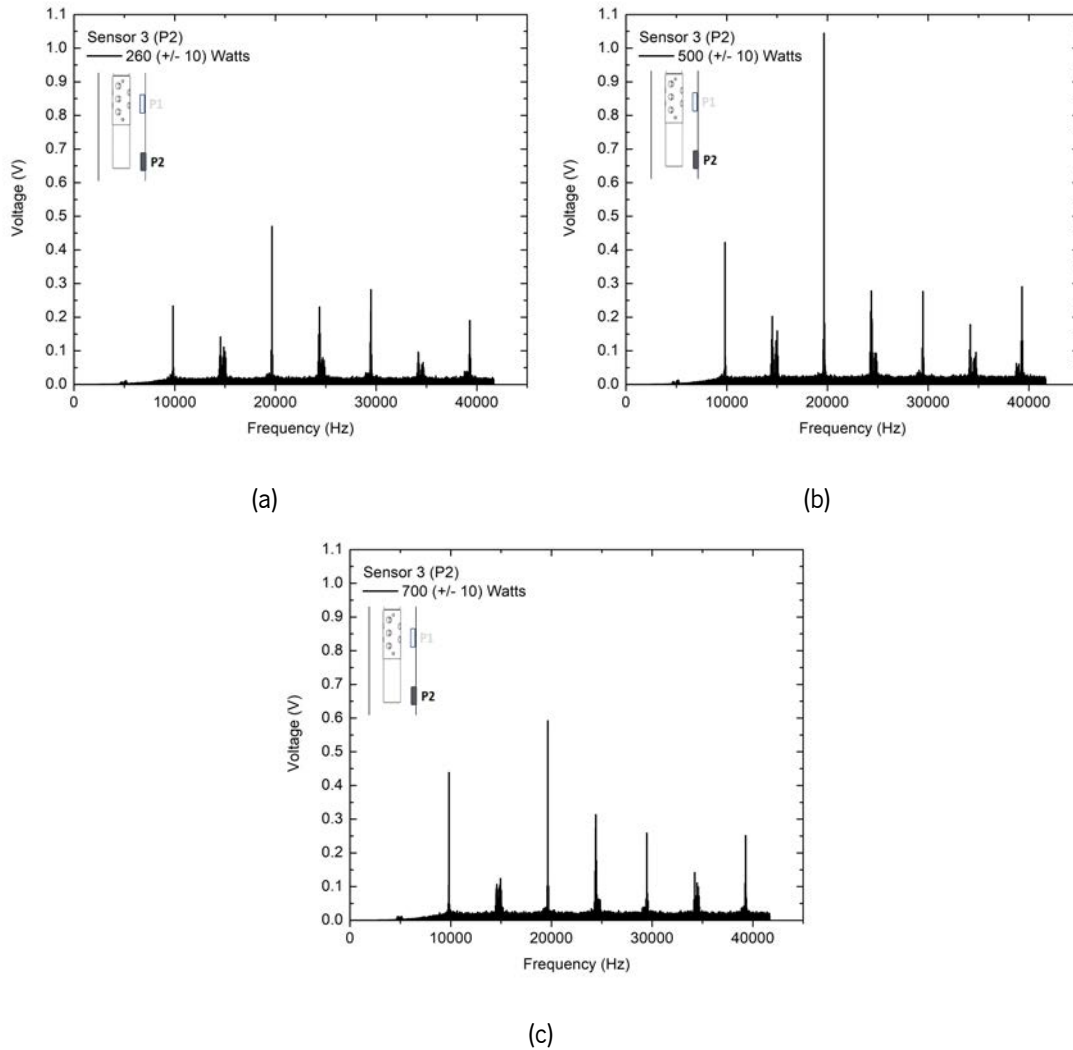 Sensor 3 (P2)
260 (+/- 10) Watts
P1
P2
1.1
1.0
0.9
0.8
0.7
0.6
0.5
0.4
0.3
0.2
0.1
0.0
Voltage (V)
0 10000 20000 30000 40000
Frequency (Hz)
(a)
Sensor 3 (P2)
500 (+/- 10) Watts
P1
P2
1.1
1.0
0.9
0.8
0.7
0.6
0.5
0.4
0.3
0.2
0.1
0.0
Voltage (V)
0 10000 20000 30000 40000
Frequency (Hz)
(b)
Sensor 3 (P2)
700 (+/- 10) Watts
P1
P2
1.1
1.0
0.9
0.8
0.7
0.6
0.5
0.4
0.3
0.2
0.1
0.0
Voltage (V)
0 10000 20000 30000 40000
Frequency (Hz)
(c)